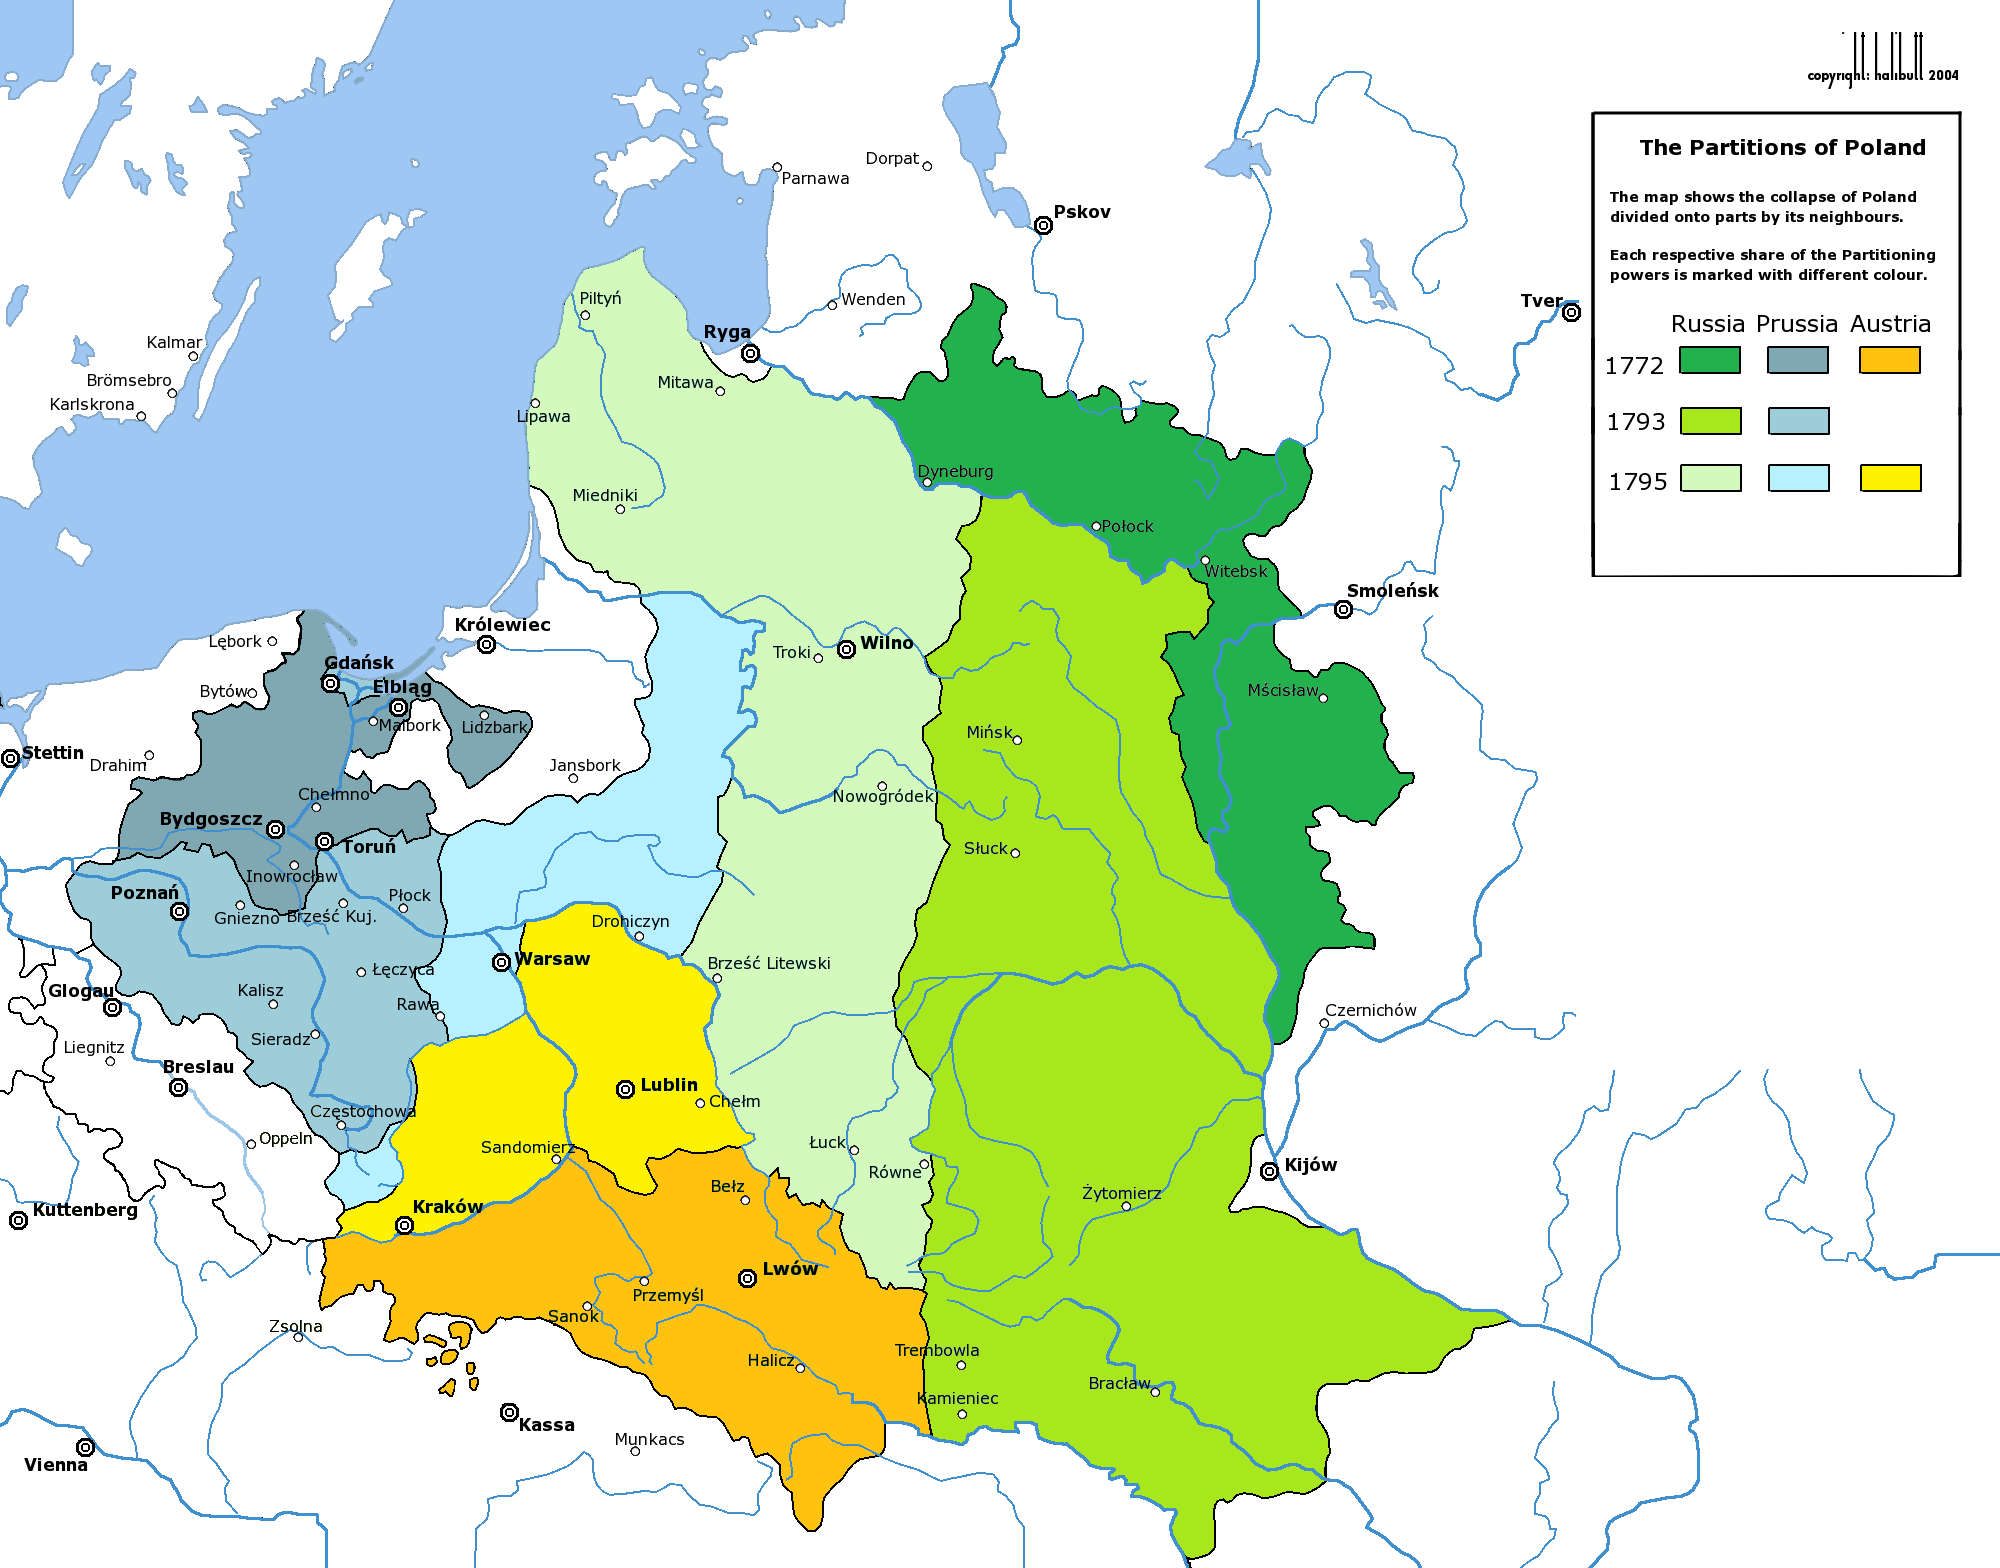 copyright: halibutt 2004
The Partitions of Poland
The map shows the collapse of Poland
divided onto parts by its neighbours.
Each respective share of the Partitioning
powers is marked with different colour.
Russia Prussia Austria
1772
1793
1795
Parnawa
Dorpat
Pskov
Tver
Wenden
Piltyń
Ryga
Kalmar
Brömsebro
Karlskrona
Mitawa
Lipawa
Dyneburg
Miedniki
Połock
Witebsk
Smoleńsk
Królewiec
Lębork
Gdańsk
Troki
Wilno
Bytów
Elbląg
Malbork
Lidzbark
Mścisław
Mińsk
Stettin
Drahim
Jansbork
Chełmno
Nowogródek
Bydgoszcz
Toruń
Słuck
Inowrocław
Poznań
Płock
Gniezno
Brześć Kuj.
Drohiczyn
Warsaw
Brześć Litewski
Łęczyca
Glogau
Kalisz
Rawa
Czernichów
Sieradz
Liegnitz
Breslau
Lublin
Chełm
Częstochowa
Oppeln
Sandomierz
Łuck
Równe
Kijów
Bełz
Żytomierz
Kuttenberg
Kraków
Lwów
Przemyśl
Sanok
Zsolna
Halicz
Trembowla
Bracław
Kamieniec
Kassa
Munkacs
Vienna